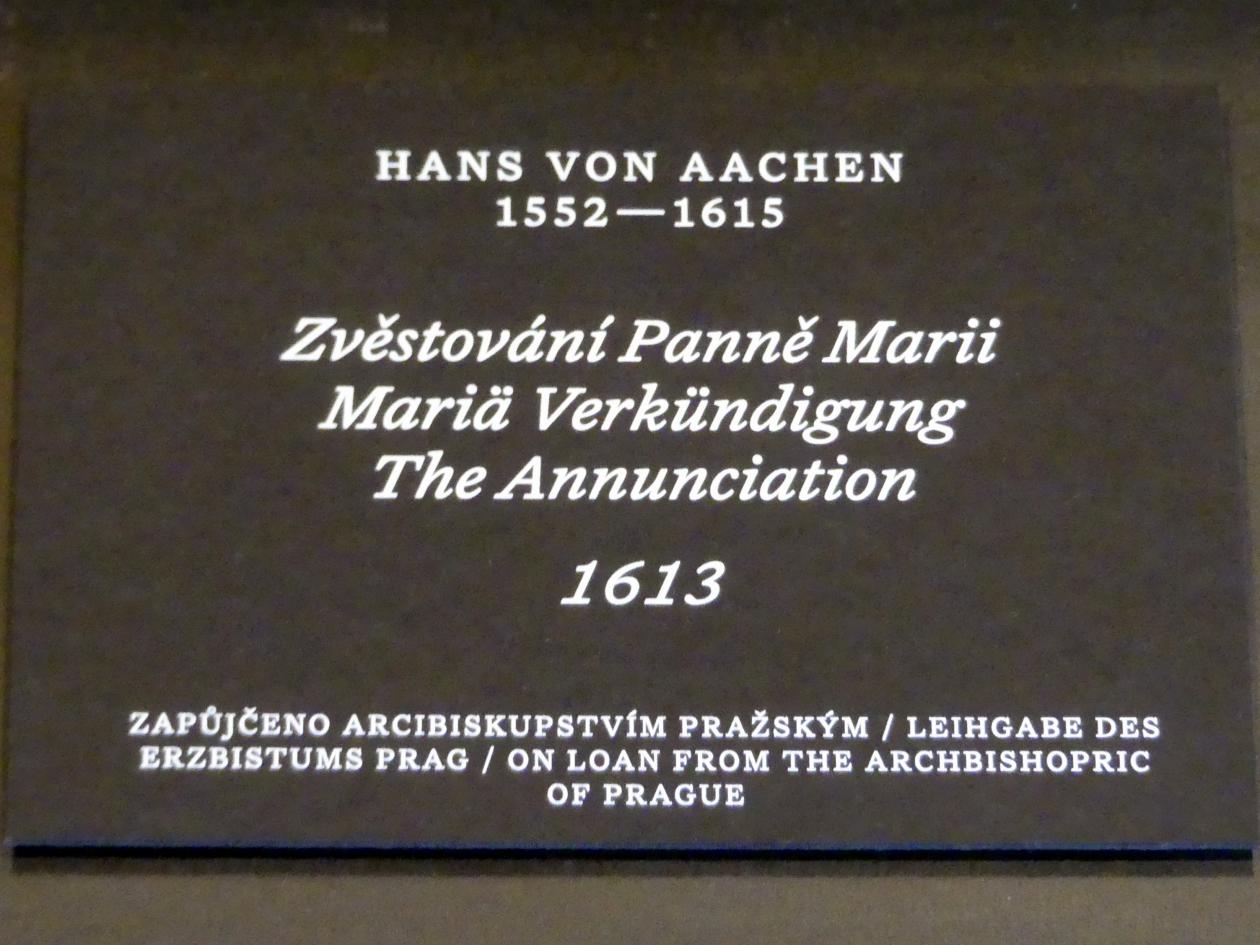 HANS VON AACHEN
1552—1615
Zvěstování Panně Marii
Mariä Verkündigung
The Annunciation
1613
ZAPŮJČENO ARCIBISKUPSTVÍM PRAŽSKÝM / LEIHGABE DES
ERZBISTUMS PRAG / ON LOAN FROM THE ARCHBISHOPRIC
OF PRAGUE